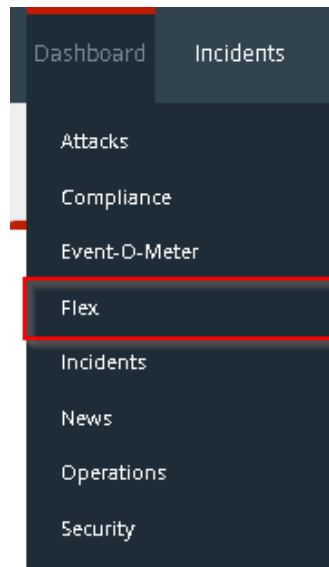 Dashboard Incidents
Attacks
Compliance
Event-O-Meter
Flex
Incidents
News
Operations
Security